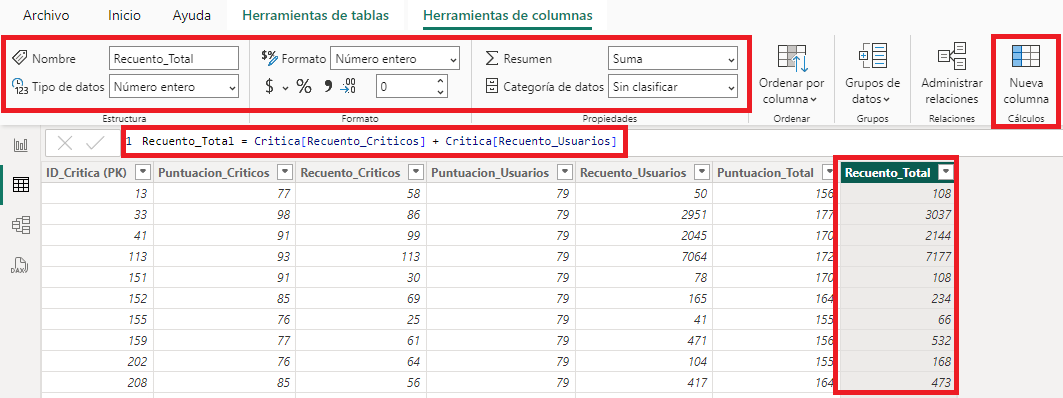 Archivo Inicio Ayuda Herramientas de tablas Herramientas de columnas
Nombre Recuento_Total $% Formato Número entero Σ Resumen Suma
123 Tipo de datos Número entero $ % , .00 0 Categoría de datos Sin clasificar
Ordenar por columna Grupos de datos Administrar relaciones Nueva columna
Estructura Formato Propiedades Ordenar Grupos Relaciones Cálculos
1 Recuento_Total = Critica[Recuento_Criticos] + Critica[Recuento_Usuarios]
ID_Critica (PK) Puntuacion_Criticos Recuento_Criticos Puntuacion_Usuarios Recuento_Usuarios Puntuacion_Total Recuento_Total
13 77 58 79 50 156 108
33 98 86 79 2951 177 3037
41 91 99 79 2045 170 2144
113 93 113 79 7064 172 7177
151 91 30 79 78 170 108
152 85 69 79 165 164 234
155 76 25 79 41 155 66
159 77 61 79 471 156 532
202 76 64 79 104 155 168
208 85 56 79 417 164 473
DAX